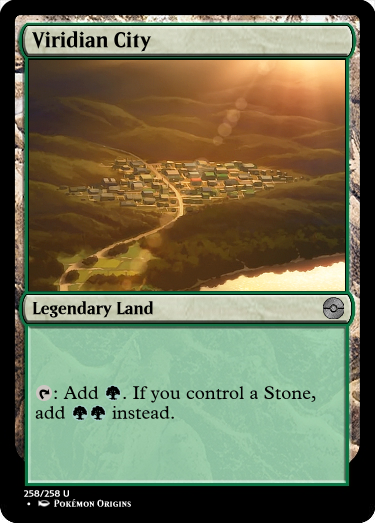 Viridian City
Legendary Land
: Add . If you control a Stone,
add instead.
258/258 U
• Pokémon Origins